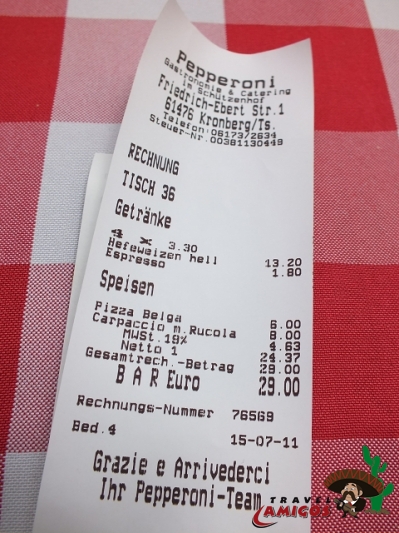 Pepperoni
Gastronomie & Catering
im Schützenhof
Friedrich-Ebert Str.1
61476 Kronberg/Ts.
Telefon:06173/2634
Steuer-Nr.00381130449
RECHNUNG
TISCH 36
Getränke
4 x 3.30
Hefeweizen hell 13.20
Espresso 1.80
Speisen
Pizza Belga 6.00
Carpaccio m.Rucola 8.00
MWSt.19% 4.63
Netto 1 24.37
Gesamtrech.-Betrag 29.00
BAR Euro 29.00
Rechnungs-Nummer 76569
Bed.4 15-07-11
Grazie e Arrivederci
Ihr Pepperoni-Team
TRAVEL
AMIGOS